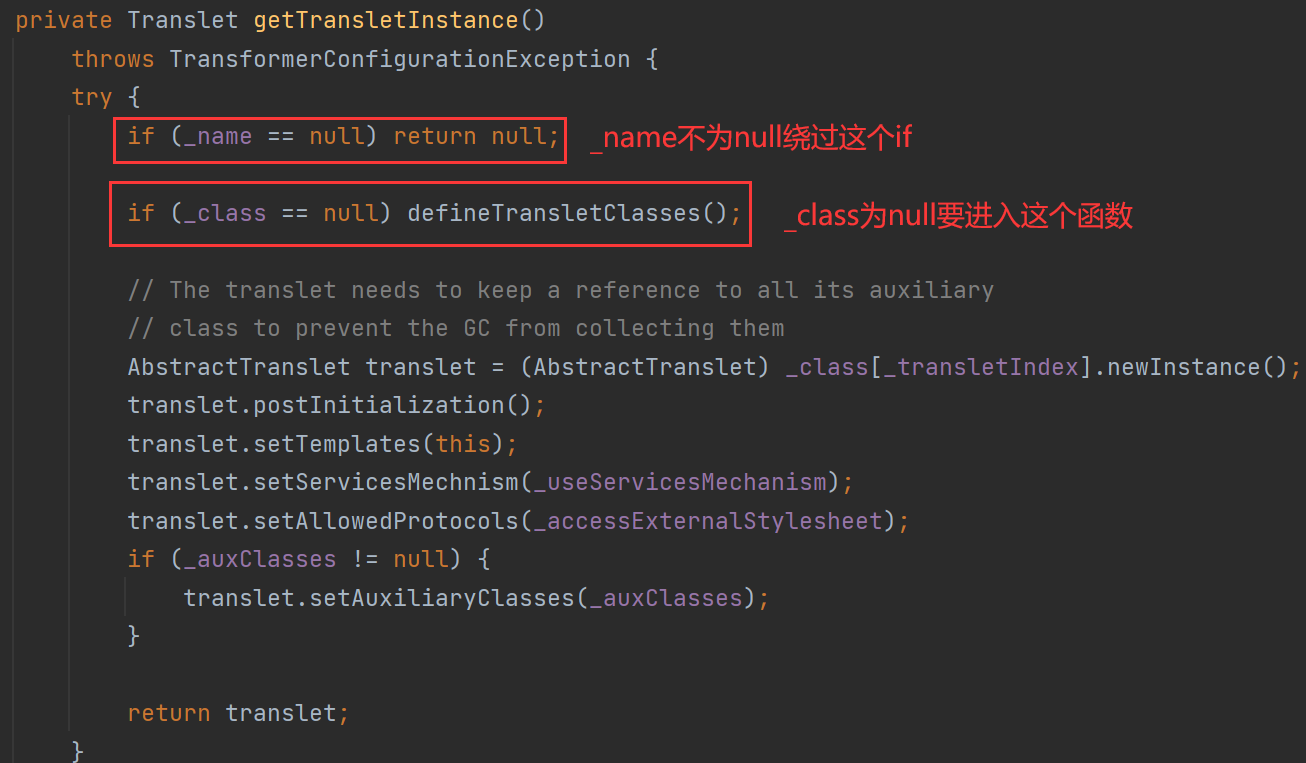 private Translet getTransletInstance()
throws TransformerConfigurationException {
try {
if (_name == null) return null; _name不为null绕过这个if
if (_class == null) defineTransletClasses(); _class为null要进入这个函数
// The translet needs to keep a reference to all its auxiliary
// class to prevent the GC from collecting them
AbstractTranslet translet = (AbstractTranslet) _class[_transletIndex].newInstance();
translet.postInitialization();
translet.setTemplates(this);
translet.setServicesMechnism(_useServicesMechanism);
translet.setAllowedProtocols(_accessExternalStylesheet);
if (_auxClasses != null) {
translet.setAuxiliaryClasses(_auxClasses);
}
return translet;
}